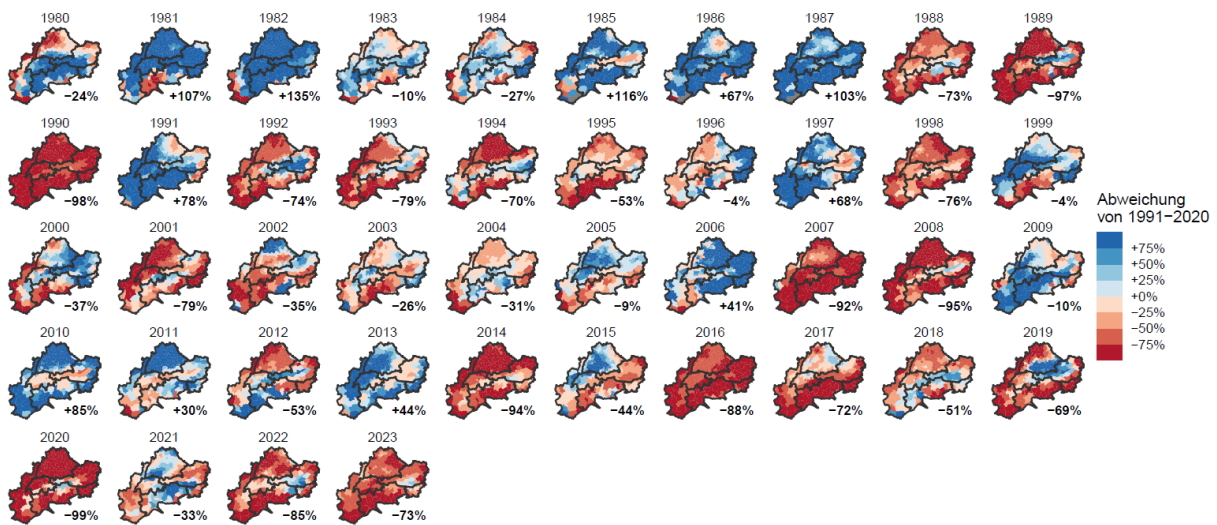 1980 1981 1982 1983 1984 1985 1986 1987 1988 1989
−24% +107% +135% −10% −27% +116% +67% +103% −73% −97%
1990 1991 1992 1993 1994 1995 1996 1997 1998 1999
−98% +78% −74% −79% −70% −53% −4% +68% −76% −4%
2000 2001 2002 2003 2004 2005 2006 2007 2008 2009
−37% −79% −35% −26% −31% −9% +41% −92% −95% −10%
2010 2011 2012 2013 2014 2015 2016 2017 2018 2019
+85% +30% −53% +44% −94% −44% −88% −72% −51% −69%
2020 2021 2022 2023
−99% −33% −85% −73%
Abweichung
von 1991−2020
+75%
+50%
+25%
+0%
−25%
−50%
−75%